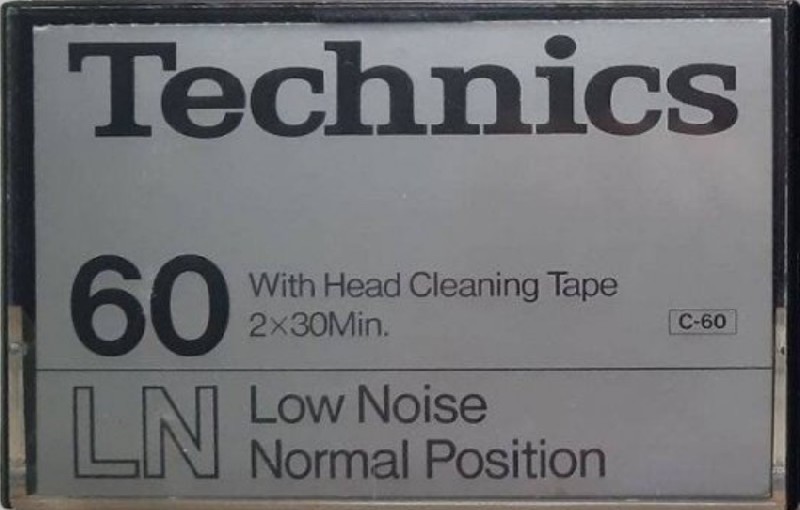 Technics
60 With Head Cleaning Tape
2×30Min.
C-60
LN Low Noise
Normal Position